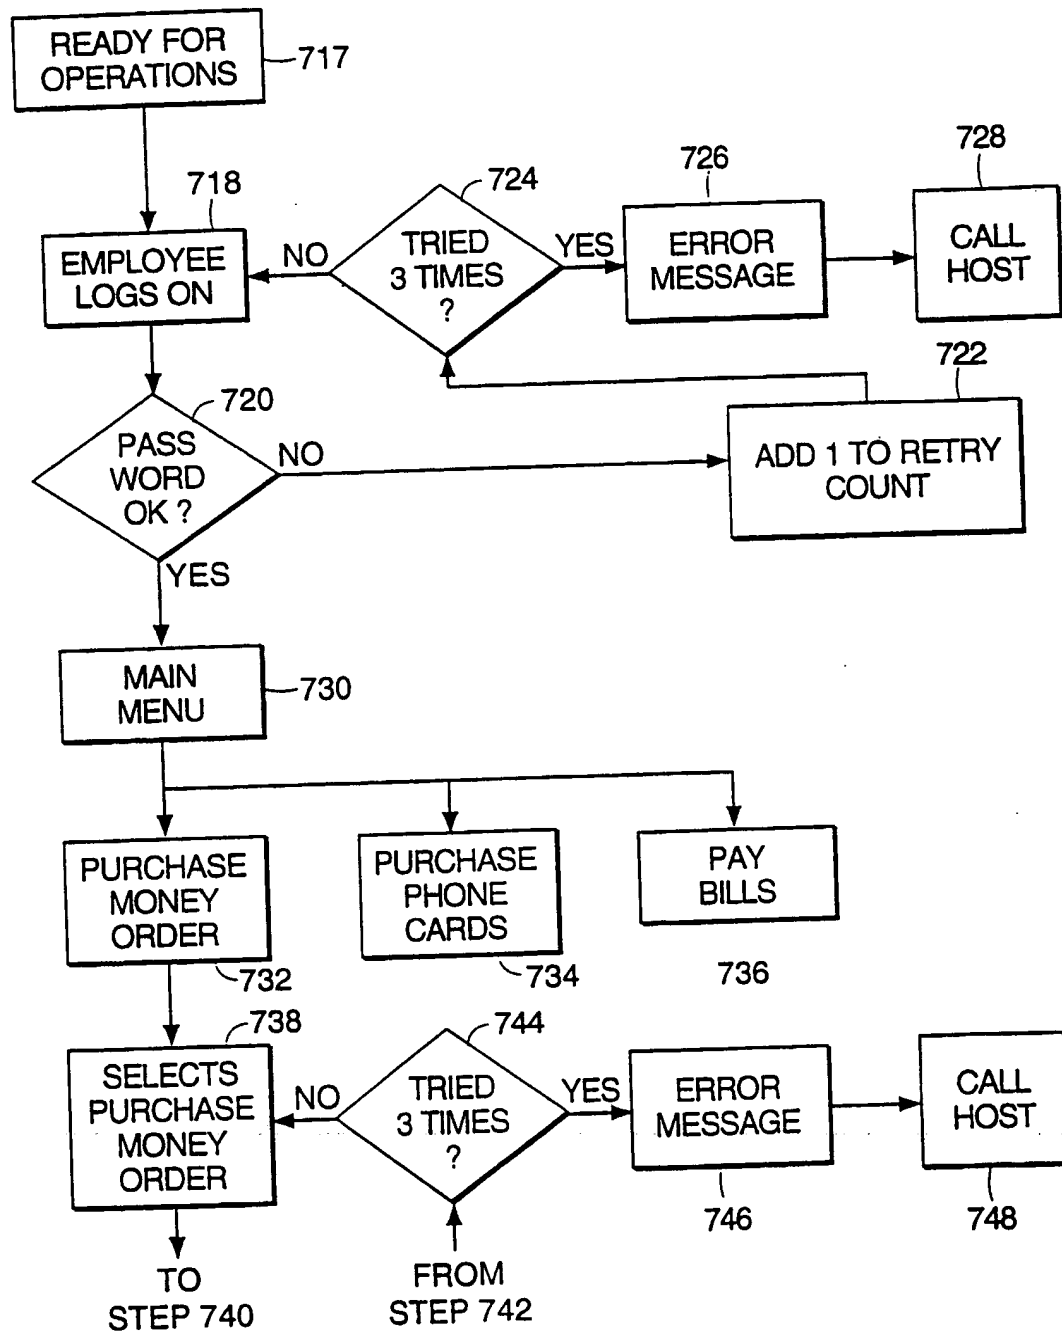 READY FOR
OPERATIONS
717
718
EMPLOYEE
LOGS ON
NO
724
TRIED
3 TIMES
?
YES
726
ERROR
MESSAGE
728
CALL
HOST
720
PASS
WORD
OK ?
NO
722
ADD 1 TO RETRY
COUNT
YES
MAIN
MENU
730
PURCHASE
MONEY
ORDER
732
PURCHASE
PHONE
CARDS
734
PAY
BILLS
736
738
SELECTS
PURCHASE
MONEY
ORDER
NO
744
TRIED
3 TIMES
?
YES
ERROR
MESSAGE
746
CALL
HOST
748
TO
STEP 740
FROM
STEP 742